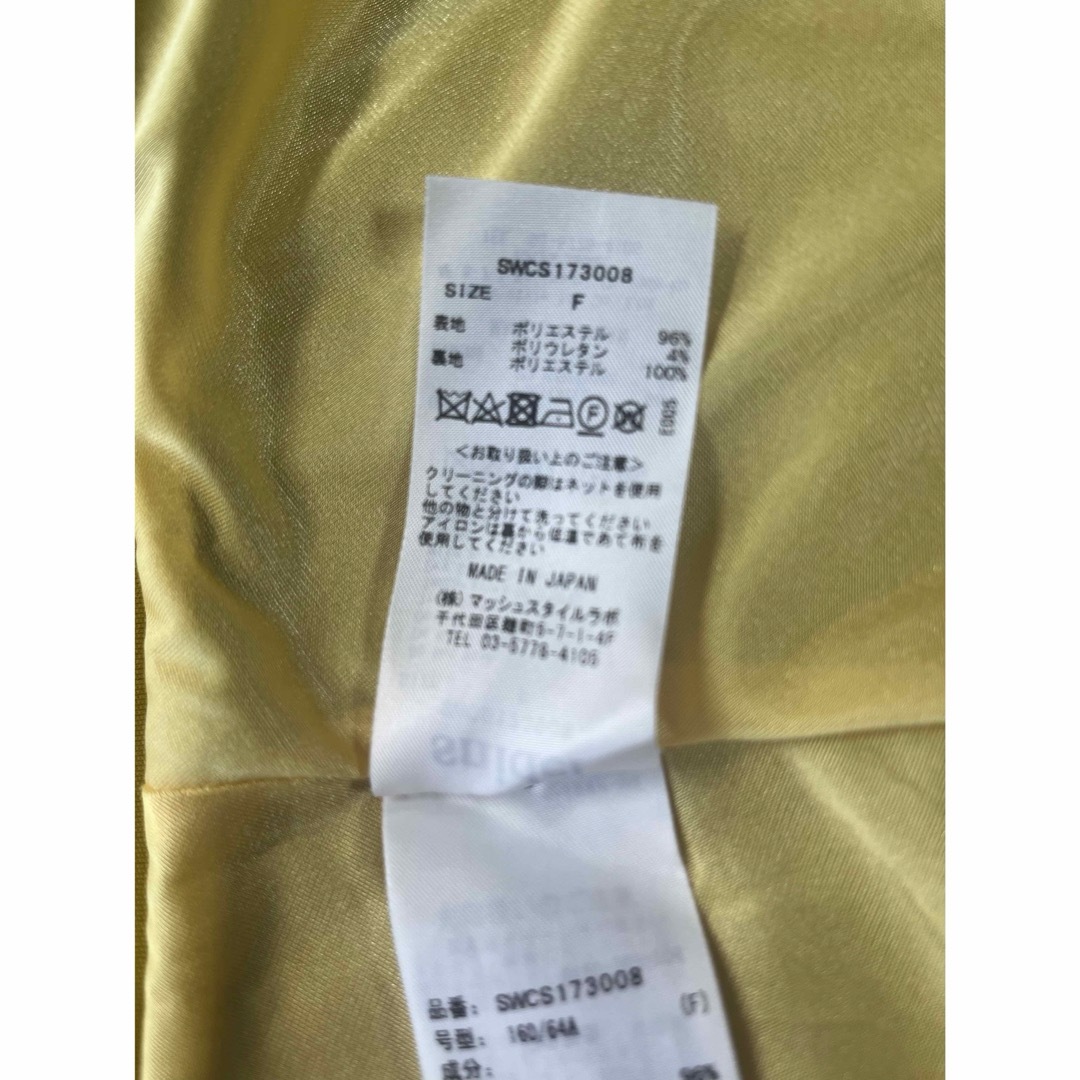 SWCS173008
SIZE F
表地 ポリエステル 96%
ポリウレタン 4%
裏地 ポリエステル 100%
F E005
<お取り扱い上のご注意>
クリーニングの際はネットを使用
してください
他の物と分けて洗ってください
アイロンは裏から低温であて布を
使用してください
MADE IN JAPAN
(株)マッシュスタイルラボ
千代田区麹町5-7-1-4F
TEL 03-5778-4105
品番: SWCS173008 (F)
号型: 160/64A
成分: 96%